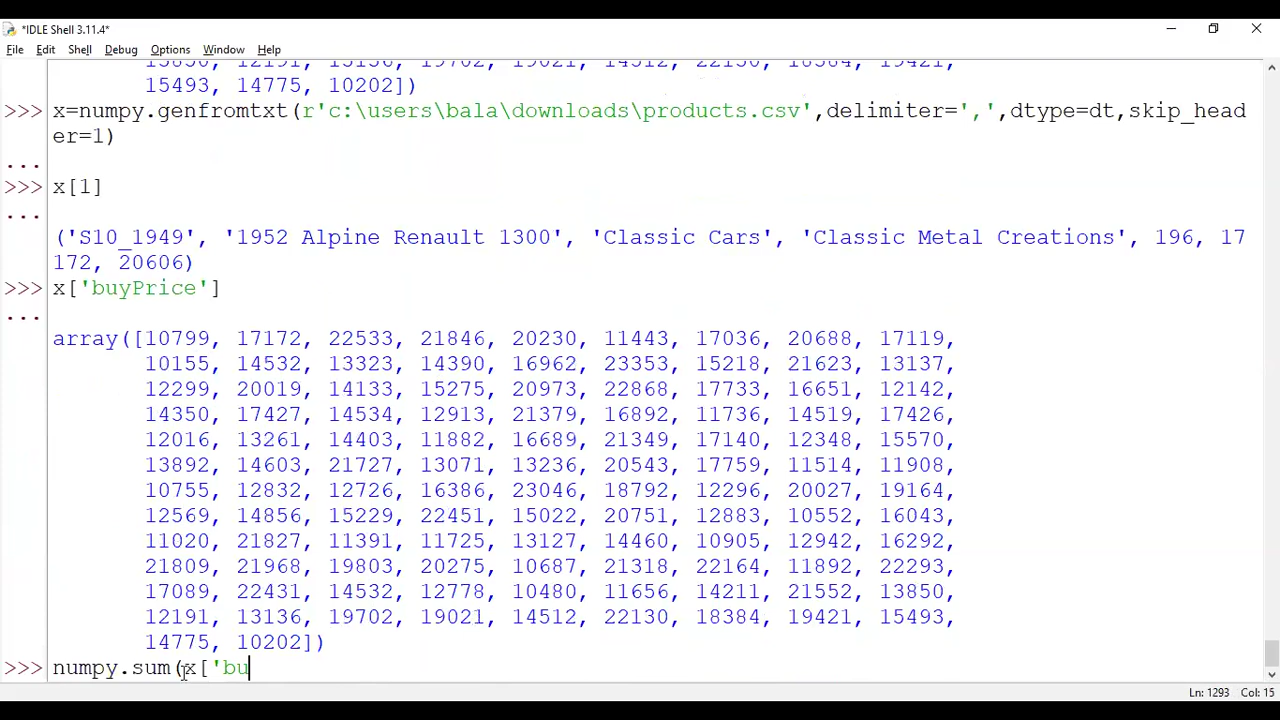 *IDLE Shell 3.11.4*
File Edit Shell Debug Options Window Help
15493, 14775, 10202])
>>> x=numpy.genfromtxt(r'c:\users\bala\downloads\products.csv',delimiter=',',dtype=dt,skip_head
er=1)
...
>>> x[1]
...
('S10_1949', '1952 Alpine Renault 1300', 'Classic Cars', 'Classic Metal Creations', 196, 17
172, 20606)
>>> x['buyPrice']
...
array([10799, 17172, 22533, 21846, 20230, 11443, 17036, 20688, 17119,
10155, 14532, 13323, 14390, 16962, 23353, 15218, 21623, 13137,
12299, 20019, 14133, 15275, 20973, 22868, 17733, 16651, 12142,
14350, 17427, 14534, 12913, 21379, 16892, 11736, 14519, 17426,
12016, 13261, 14403, 11882, 16689, 21349, 17140, 12348, 15570,
13892, 14603, 21727, 13071, 13236, 20543, 17759, 11514, 11908,
10755, 12832, 12726, 16386, 23046, 18792, 12296, 20027, 19164,
12569, 14856, 15229, 22451, 15022, 20751, 12883, 10552, 16043,
11020, 21827, 11391, 11725, 13127, 14460, 10905, 12942, 16292,
21809, 21968, 19803, 20275, 10687, 21318, 22164, 11892, 22293,
17089, 22431, 14532, 12778, 10480, 11656, 14211, 21552, 13850,
12191, 13136, 19702, 19021, 14512, 22130, 18384, 19421, 15493,
14775, 10202])
>>> numpy.sum(x['bu
Ln: 1293 Col: 15